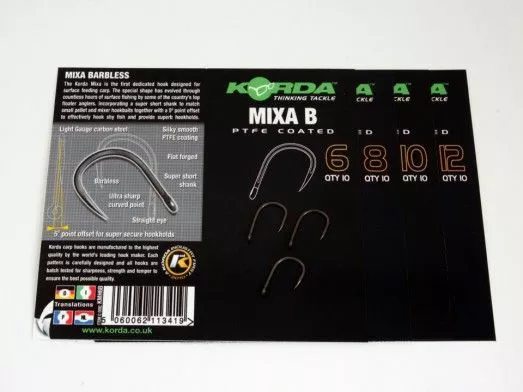 MIXA BARBLESS
The Korda Mixa is the first dedicated hook designed for
surface feeding carp. The special shape has evolved through
countless hours of surface fishing by some of the country's top
floater anglers. Incorporating a super short shank to match
small pellet and mixer hookbaits together with a 5° point offset
to effectively hook shy fish and provide superb hookholds.
Light Gauge carbon steel
Silky smooth
PTFE coating
Flat forged
Barbless
Super short
shank
Ultra sharp
curved point
Straight eye
5° point offset for super secure hookholds
Korda carp hooks are manufactured to the highest
quality by the world's leading hook maker. Each
pattern is carefully designed and all hooks are
batch tested for sharpness, strength and temper to
ensure the best possible quality.
Translations
D
I
F
NL
5 060062 113419 >
www.korda.co.uk
K
KORDA
THINKING TACKLE
MIXA B
PTFE COATED
6
QTY 10
A
CKLE
D
8
QTY 10
A
CKLE
D
10
QTY 10
A
CKLE
D
12
QTY 10